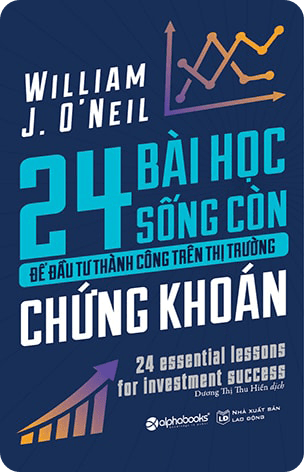 WILLIAM
J. O'NEIL
24 BÀI HỌC
SỐNG CÒN
ĐỂ ĐẦU TƯ THÀNH CÔNG TRÊN THỊ TRƯỜNG
CHỨNG KHOÁN
24 essential lessons
for investment success
Dương Thị Thu Hiền dịch
alphabooks
NHÀ XUẤT BẢN
LAO ĐỘNG